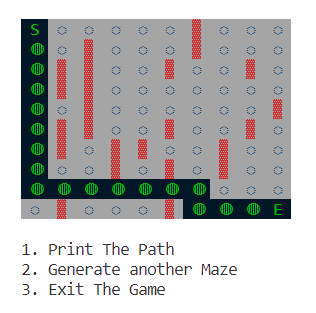 S
E
1. Print The Path
2. Generate another Maze
3. Exit The Game